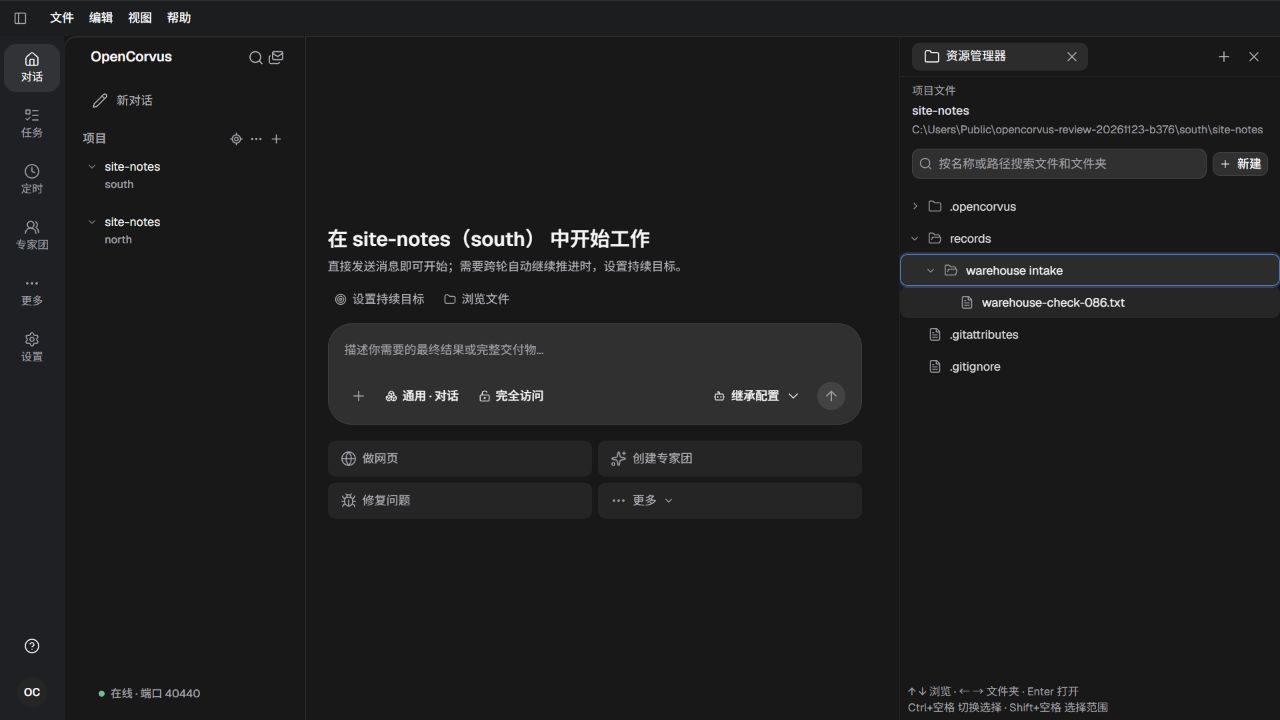 文件 编辑 视图 帮助
对话
任务
定时
专家团
更多
设置
OC
OpenCorvus
新对话
项目
site-notes
south
site-notes
north
在线 · 端口 40440
在 site-notes（south） 中开始工作
直接发送消息即可开始；需要跨轮自动继续推进时，设置持续目标。
设置持续目标 浏览文件
描述你需要的最终结果或完整交付物...
通用 · 对话 完全访问 继承配置
做网页 创建专家团
修复问题 更多
资源管理器
项目文件
site-notes
C:\Users\Public\opencorvus-review-20261123-b376\south\site-notes
按名称或路径搜索文件和文件夹 新建
.opencorvus
records
warehouse intake
warehouse-check-086.txt
.gitattributes
.gitignore
↑↓ 浏览 · ←→ 文件夹 · Enter 打开
Ctrl+空格 切换选择 · Shift+空格 选择范围